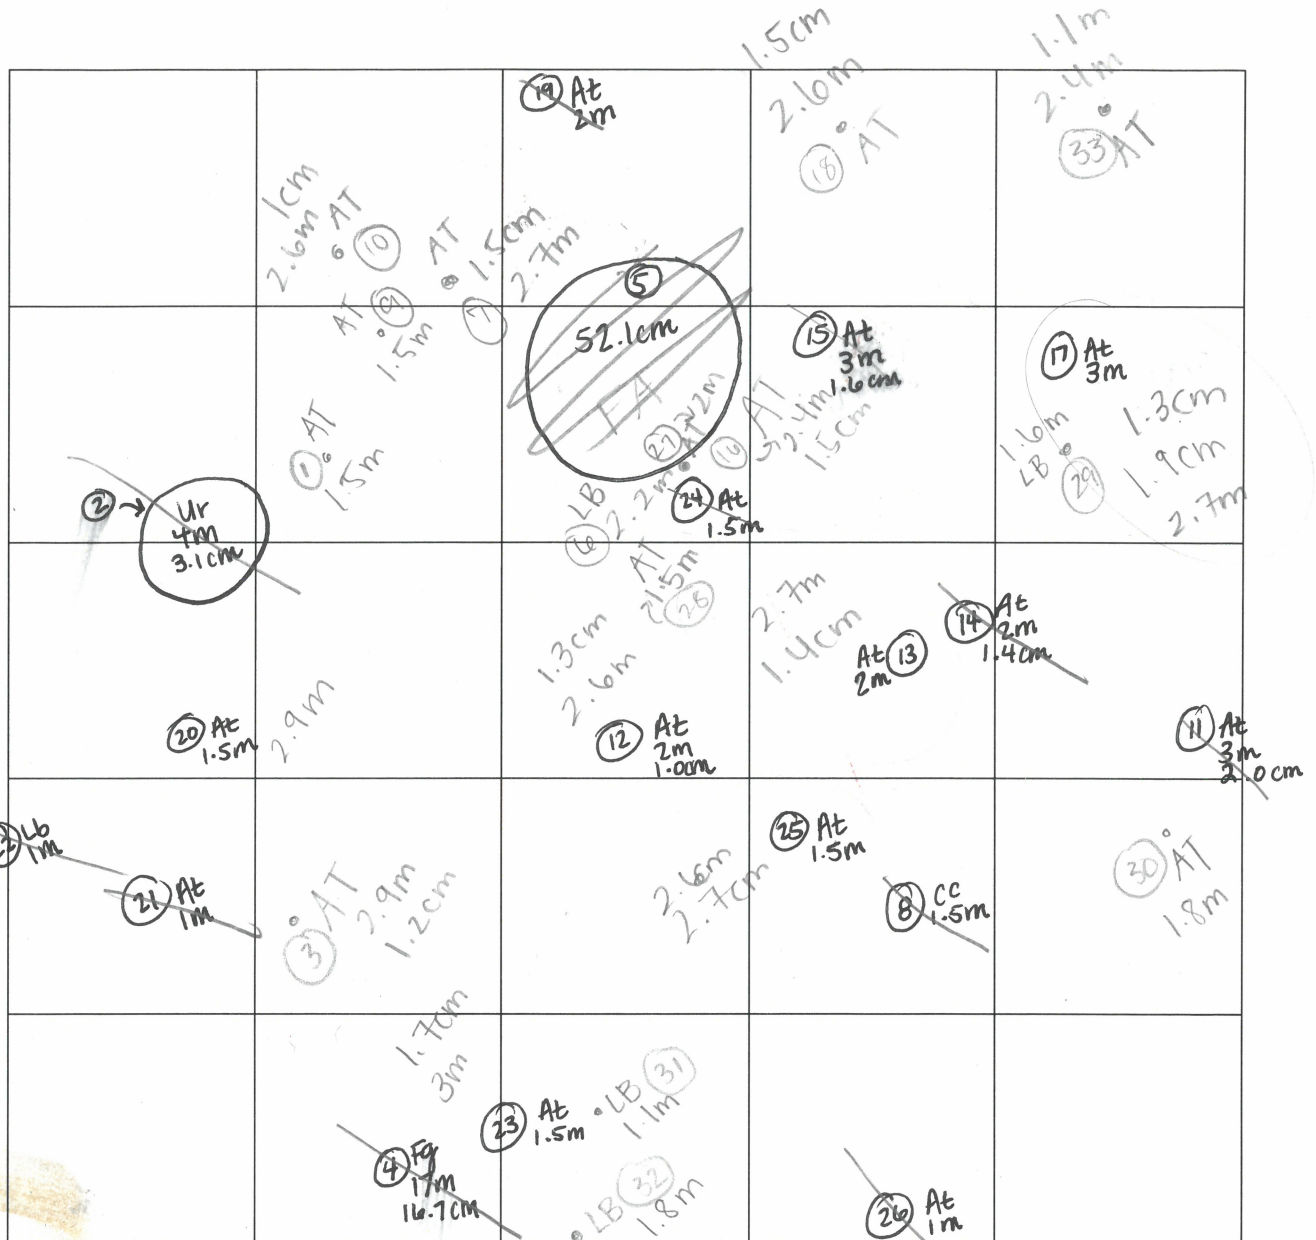 1.5cm
2.6m
18 AT
1.1m
2.4m
33 AT
19 At
2m
1cm
2.6m AT
10
AT
7 1.5cm
2.7m
AT 9
1.5m
5
52.1cm
FA
15 At
3m
1.6cm
17 At
3m
1.3cm
1.9cm
2.7m
1.6m
LB
29
1 AT
1.5m
27 ~2m
AT
16 AT
2.4m
1.5cm
2
Ur
4m
3.1cm
24 At
1.5m
6 LB
2.2m
AT
1.5m
28
2.7m
1.4cm
14 At
2m
1.4cm
At 13
2m
1.3cm
2.6m
12 At
2m
1.0cm
20 At
1.5m
2.9m
11 At
3m
2.0cm
Lb
1m
21 At
1m
3 AT
2.9m
1.2cm
25 At
1.5m
2.6m
2.7cm
8 CC
1.5m
30 AT
1.8m
1.7cm
3m
23 At
1.5m
LB 31
1.1m
4 Fg
17m
16.7cm
LB 32
1.8m
26 At
1m